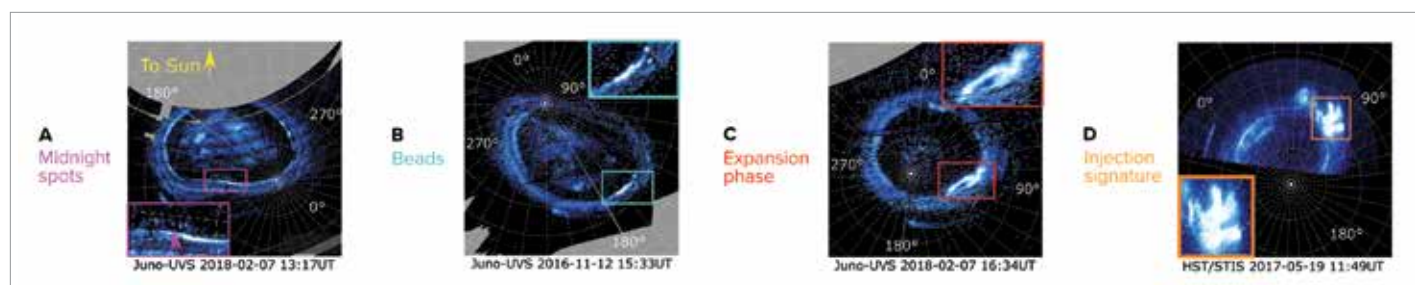 A
Midnight
spots
To Sun
180°
270°
0°
Juno-UVS 2018-02-07 13:17UT
B
Beads
0°
90°
270°
180°
Juno-UVS 2016-11-12 15:33UT
C
Expansion
phase
0°
270°
90°
180°
Juno-UVS 2018-02-07 16:34UT
D
Injection
signature
0°
90°
180°
HST/STIS 2017-05-19 11:49UT